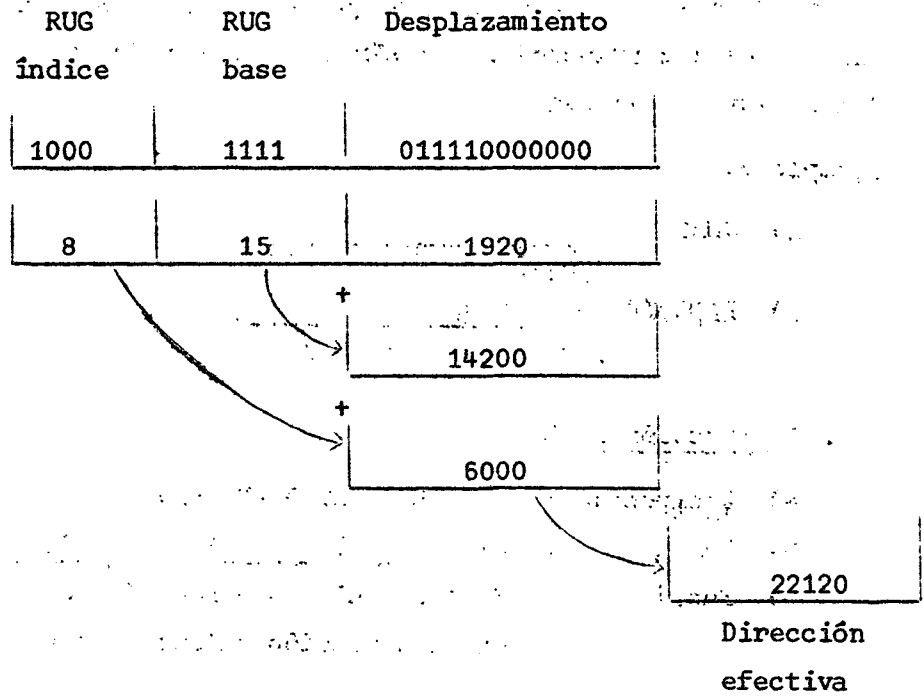 RUG RUG Desplazamiento
índice base
1000 1111 011110000000
8 15 1920
+
14200
+
6000
22120
Dirección
efectiva